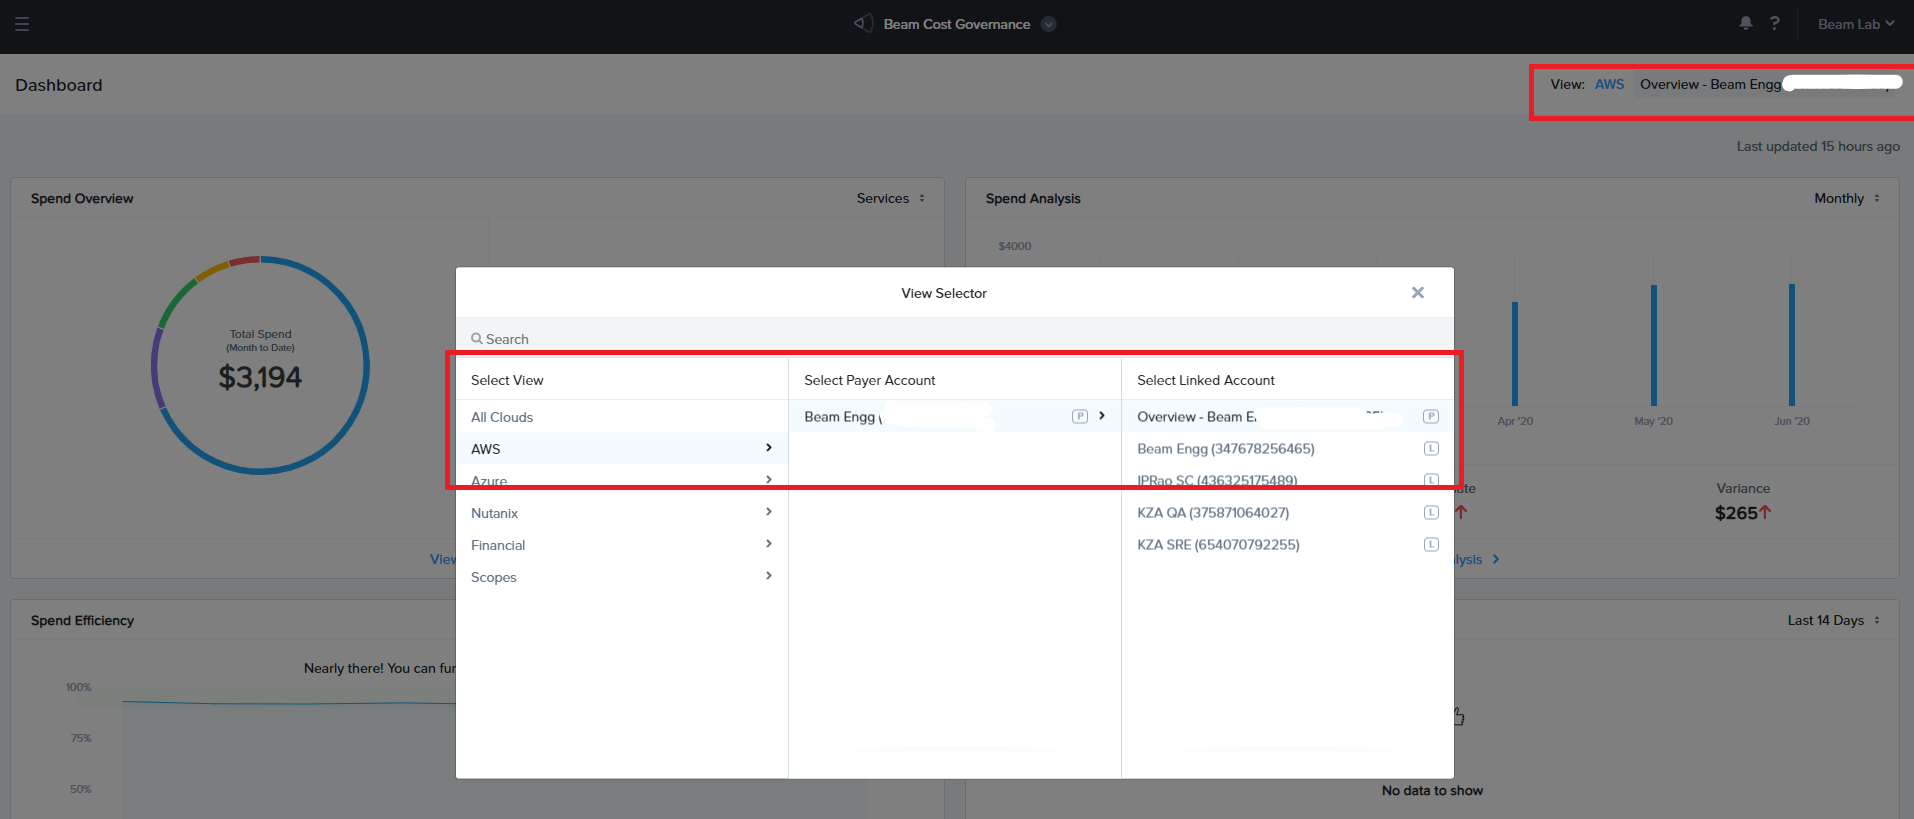 Beam Cost Governance
? Beam Lab
Dashboard
View: AWS Overview - Beam Engg
Last updated 15 hours ago
Spend Overview
Services
Spend Analysis
Monthly
$4000
Total Spend
(Month to Date)
$3,194
View Selector
Search
Select View
Select Payer Account
Select Linked Account
All Clouds
Beam Engg (
P
Overview - Beam E
P
AWS
Beam Engg (347678256465)
L
Azure
IPRao SC (436325175489)
L
Nutanix
KZA QA (375871064027)
L
Financial
KZA SRE (654070792255)
L
Scopes
Apr '20
May '20
Jun '20
Variance
$265
View
Spend Efficiency
Last 14 Days
Nearly there! You can fur
100%
75%
50%
No data to show